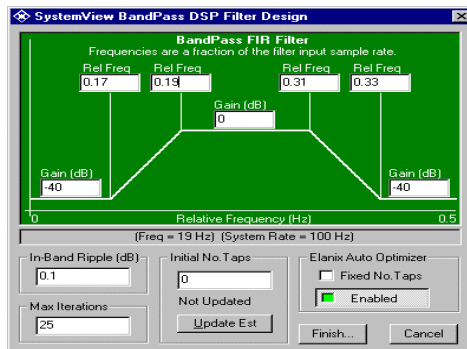 SystemView BandPass DSP Filter Design
BandPass FIR Filter
Frequencies are a fraction of the filter input sample rate.
Rel Freq Rel Freq Rel Freq Rel Freq
0.17 0.19 0.31 0.33
Gain (dB)
0
Gain (dB) Gain (dB)
-40 -40
0 Relative Frequency (Hz) 0.5
(Freq = 19 Hz) (System Rate = 100 Hz)
In-Band Ripple (dB) Initial No. Taps Elanix Auto Optimizer
0.1 0 Fixed No. Taps
Not Updated Enabled
Max Iterations
25 Update Est Finish... Cancel